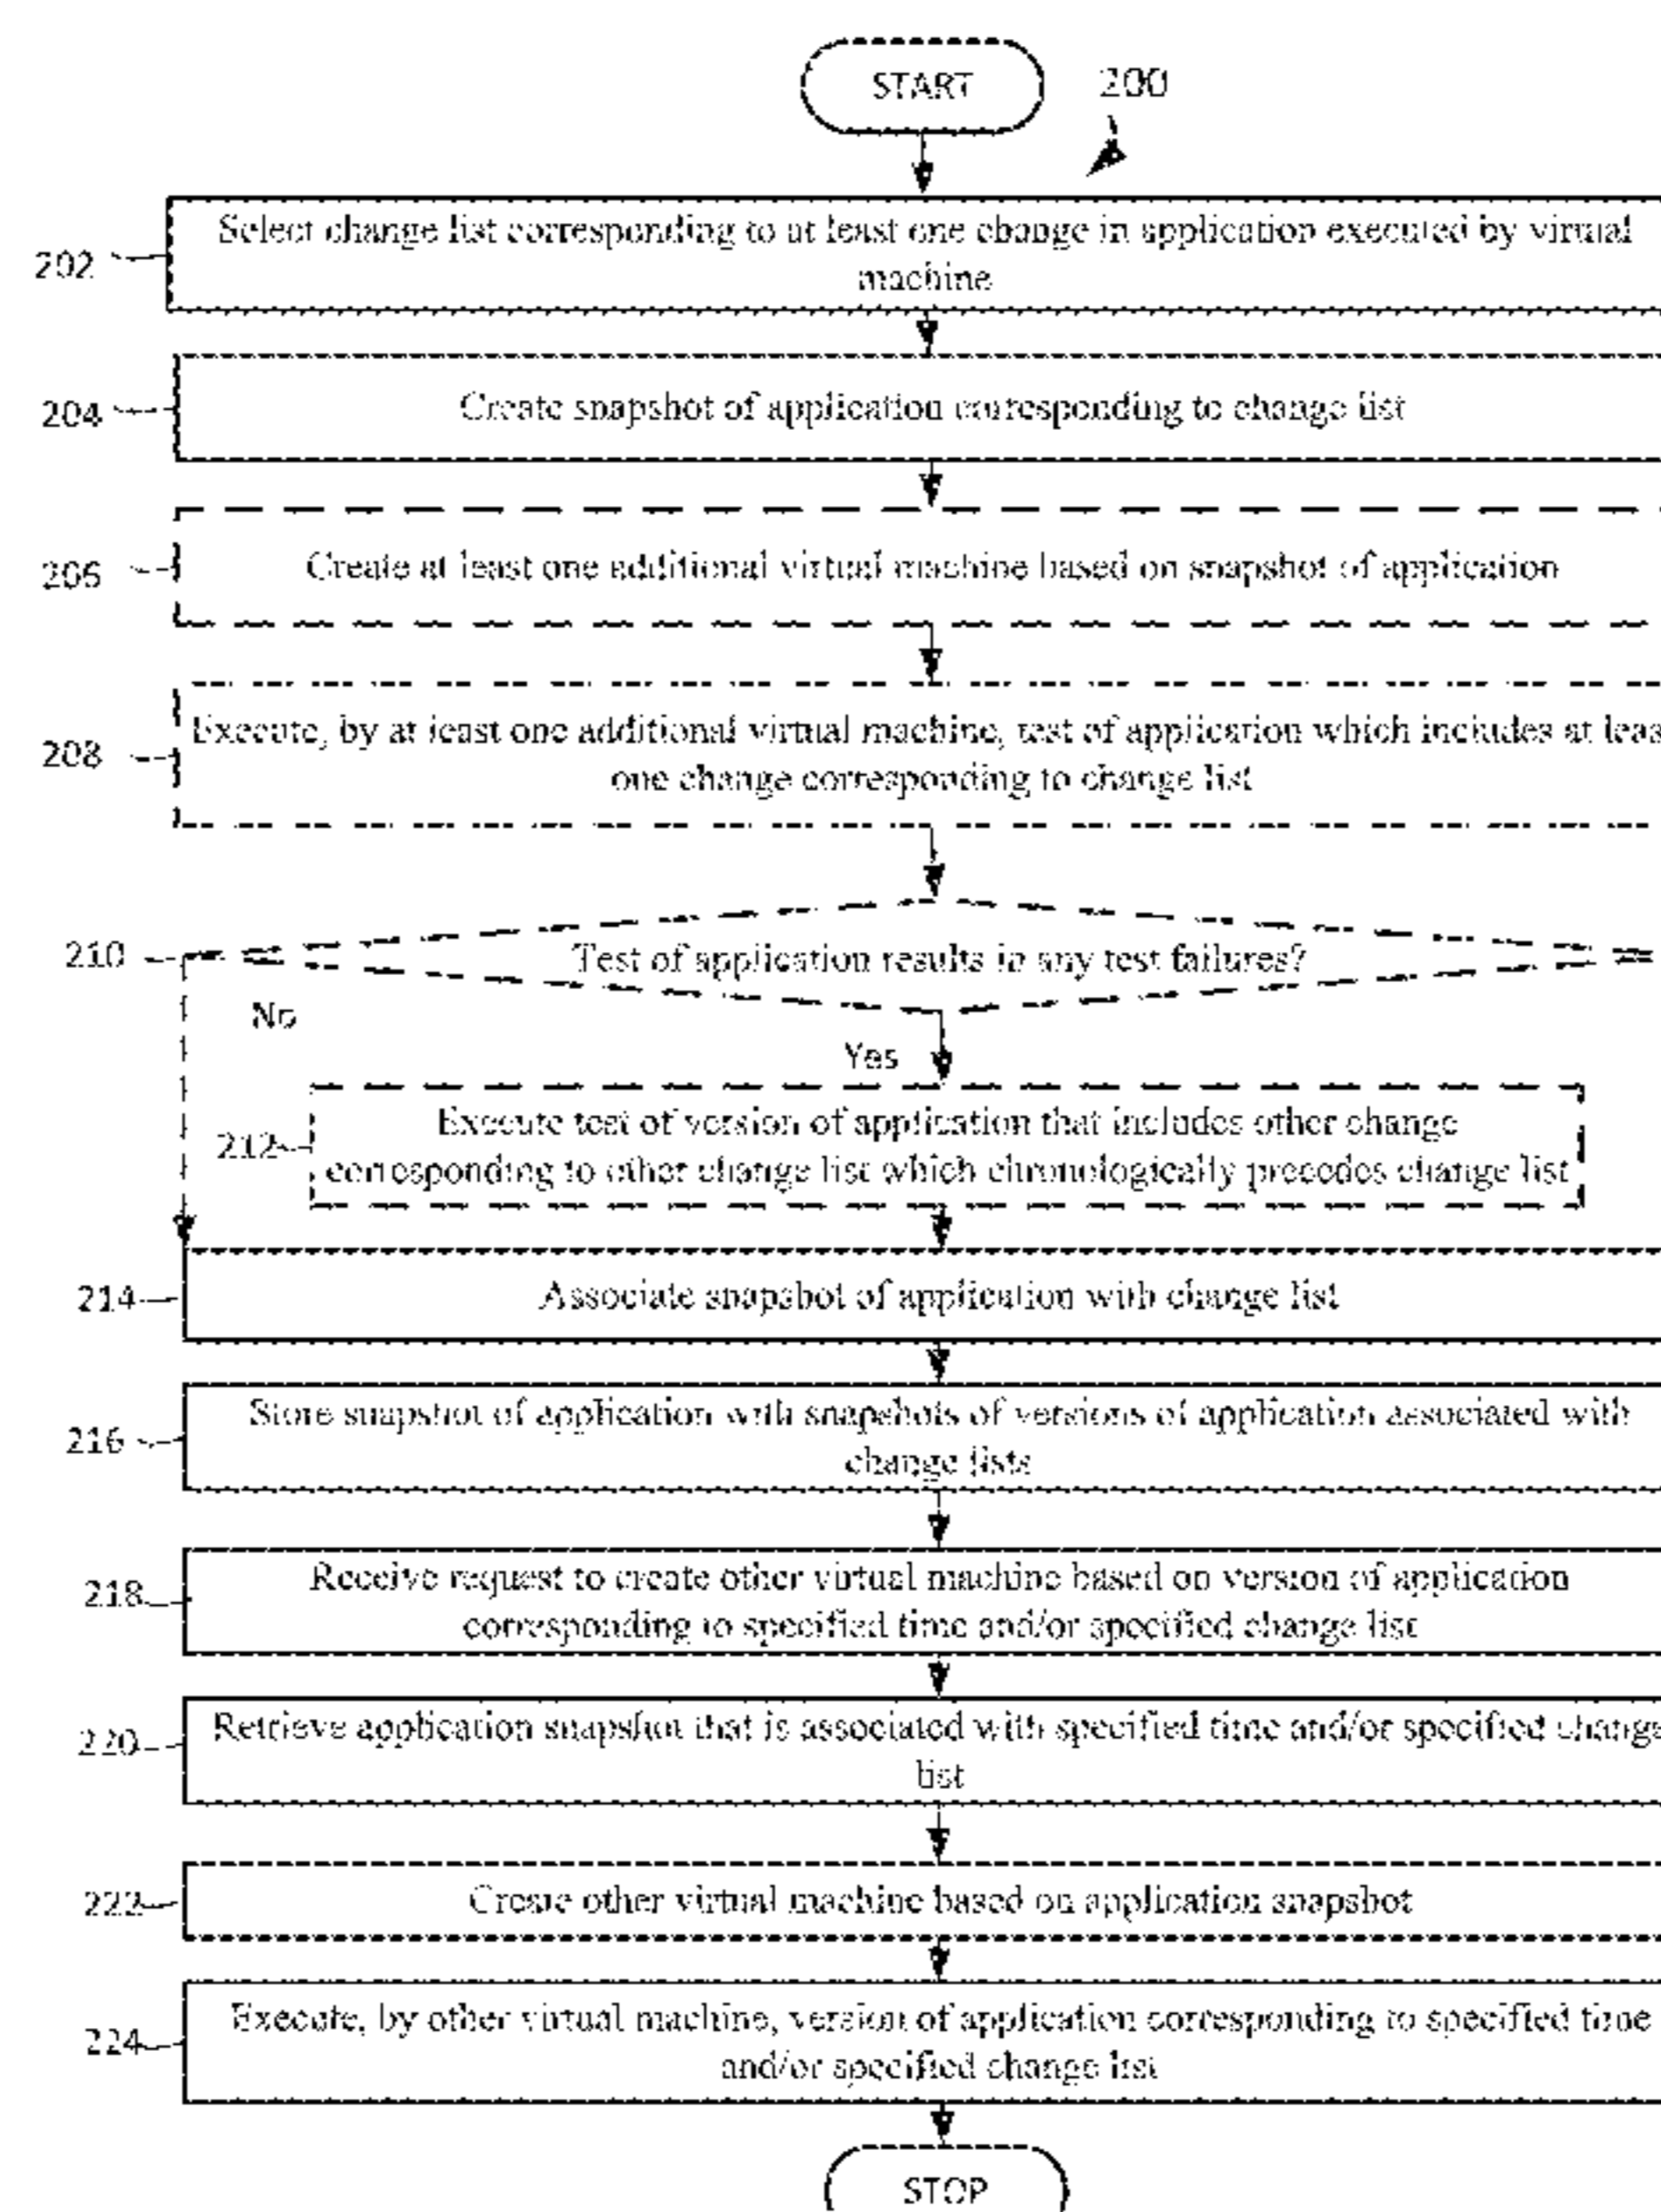 START
200
202
Select change list corresponding to at least one change in application executed by virtual
machine
204
Create snapshot of application corresponding to change list
206
Create at least one additional virtual machine based on snapshot of application
208
Execute, by at least one additional virtual machine, test of application which includes at leas
one change corresponding to change list
210
Test of application results in any test failures?
No
Yes
212
Execute test of version of application that includes other change
corresponding to other change list which chronologically precedes change list
214
Associate snapshot of application with change list
216
Store snapshot of application with snapshots of versions of application associated with
change lists
218
Receive request to create other virtual machine based on version of application
corresponding to specified time and/or specified change list
220
Retrieve application snapshot that is associated with specified time and/or specified change
list
222
Create other virtual machine based on application snapshot
224
Execute, by other virtual machine, version of application corresponding to specified time
and/or specified change list
STOP